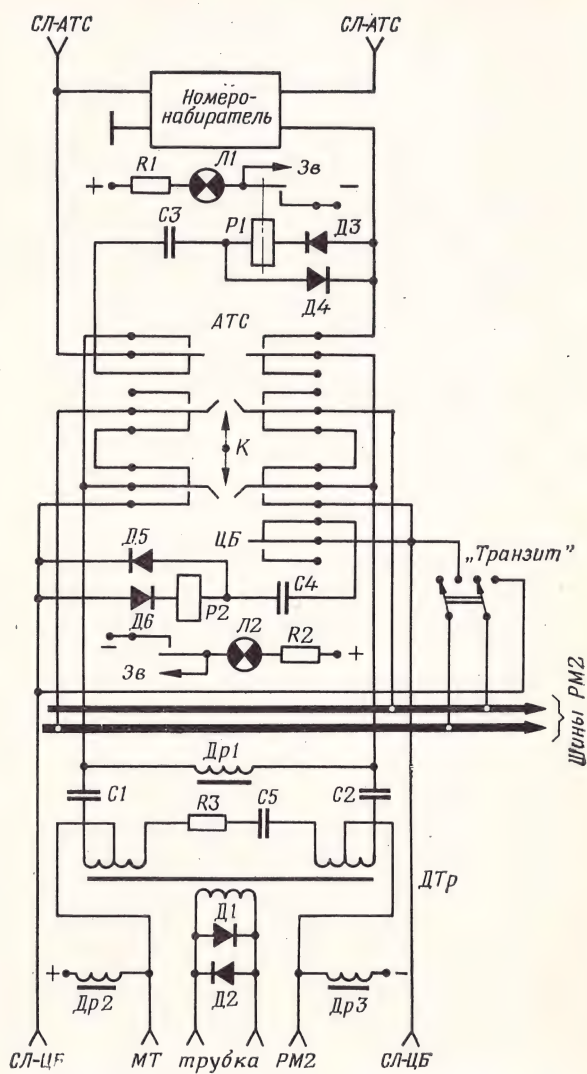 СЛ-АТС
СЛ-АТС
Номеро-
набиратель
R1
Л1
Зв
+
−
С3
Р1
Д3
Д4
АТС
К
ЦБ
Д5
Д6
Р2
С4
„Транзит"
Л2
R2
−
+
Зв
Шины РМ2
Др1
С1
R3
С5
С2
ДТр
Д1
Д2
+
Др2
Др3
−
СЛ-ЦБ
МТ
трубка
РМ2
СЛ-ЦБ